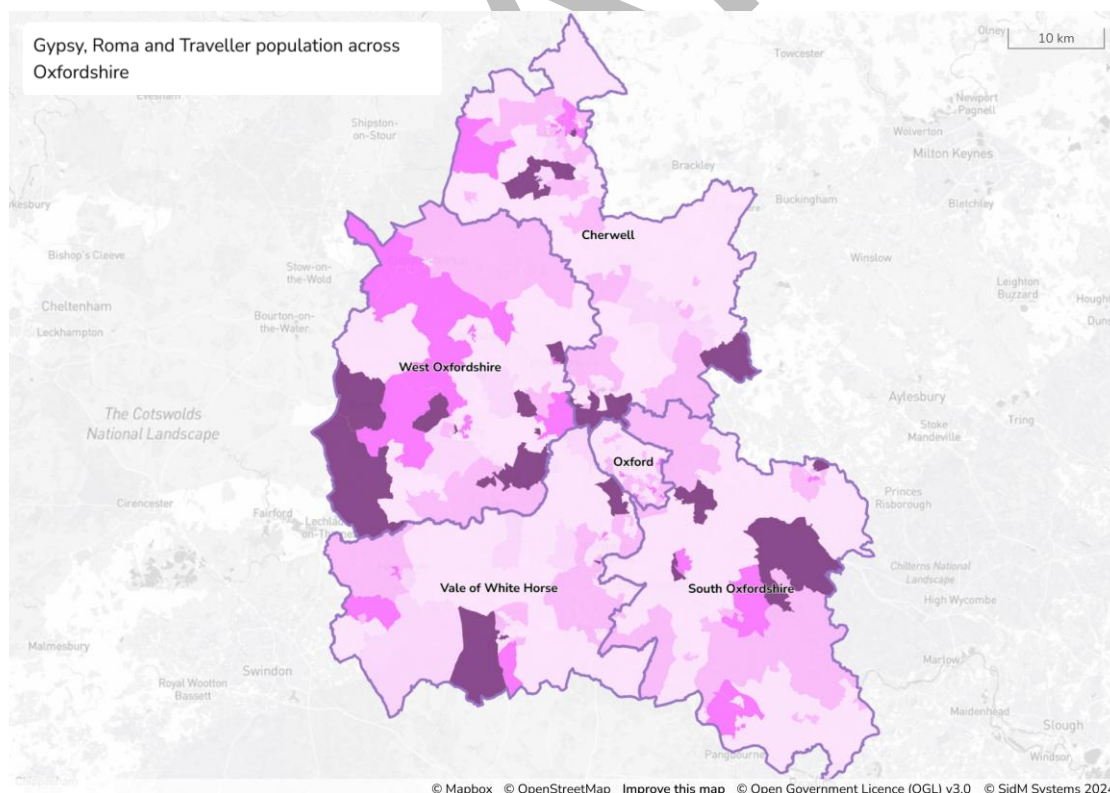 Gypsy, Roma and Traveller population across
Oxfordshire
10 km
Olney
Towcester
Evesham
Newport
Pagnell
Shipston-
on-Stour
Wolverton
Milton Keynes
Brackley
Buckingham
Bletchley
Cherwell
Bishop's Cleeve
Winslow
Stow-on-
the-Wold
Leighton
Buzzard
Cheltenham
Leckhampton
Bourton-on-
the-Water
West Oxfordshire
Aylesbury
Tring
The Cotswolds
National Landscape
Stoke
Mandeville
Oxford
Princes
Risborough
Cirencester
Fairford
Chilterns National
Landscape
Vale of White Horse
South Oxfordshire
High Wycombe
Malmesbury
Swindon
Marlow
Royal Wootton
Bassett
Maidenhead
Slough
Pangbourne
Windsor
© Mapbox © OpenStreetMap Improve this map © Open Government Licence (OGL) v3.0 © SidM Systems 2024